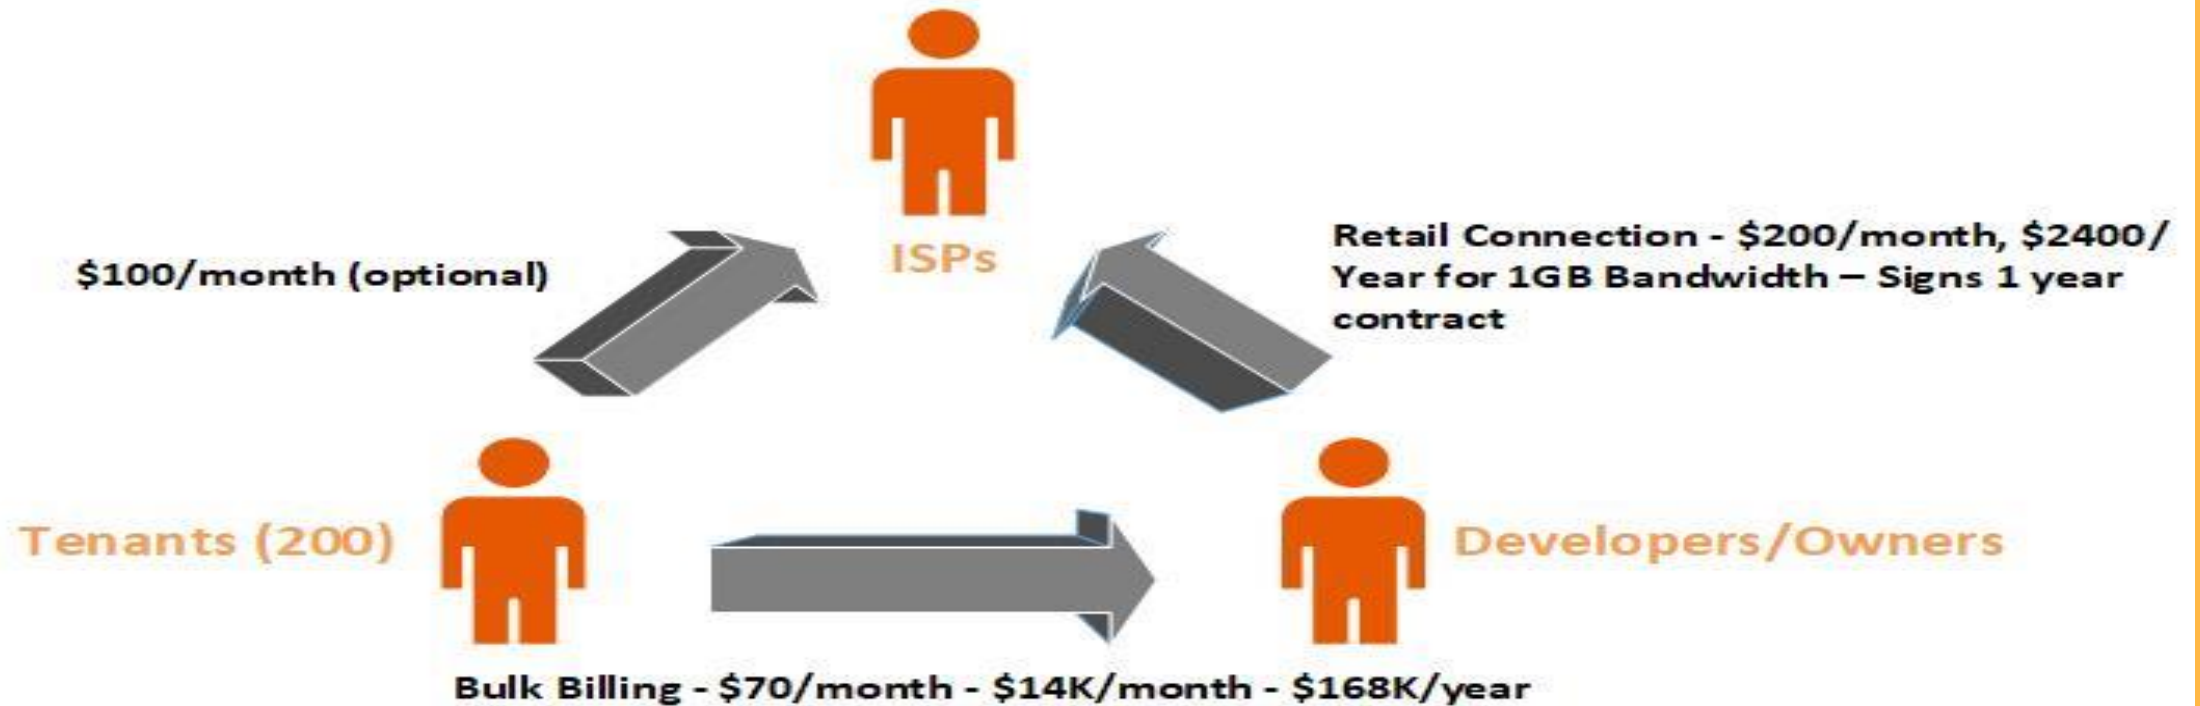 ISPs
$100/month (optional)
Retail Connection - $200/month, $2400/
Year for 1GB Bandwidth – Signs 1 year
contract
Tenants (200)
Developers/Owners
Bulk Billing - $70/month - $14K/month - $168K/year